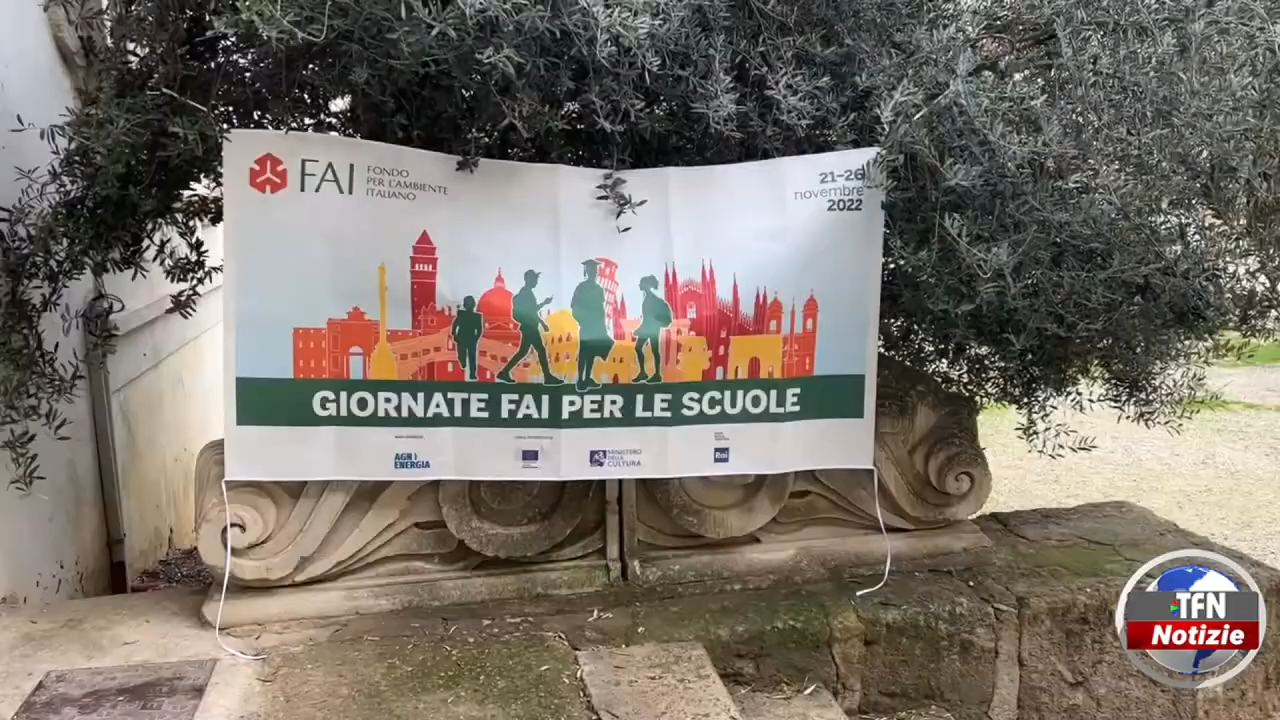 FAI
FONDO
PER L'AMBIENTE
ITALIANO
21-26
novembre
2022
GIORNATE FAI PER LE SCUOLE
AGN
ENERGIA
MINISTERO
DELLA
CULTURA
Rai
TFN
Notizie